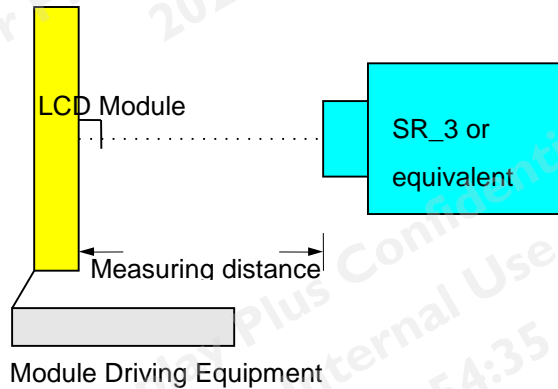 LCD Module
SR_3 or
equivalent
Measuring distance
Module Driving Equipment